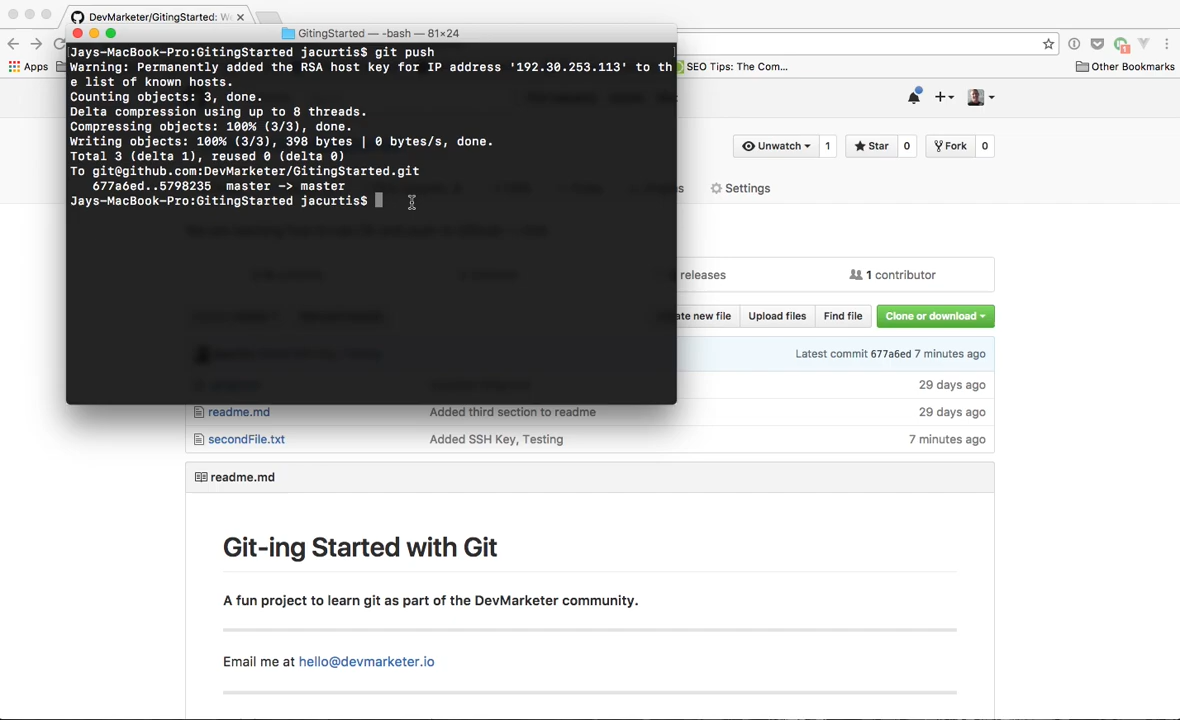 DevMarketer/GitingStarted: We
GitingStarted — -bash — 81×24
Jays-MacBook-Pro:GitingStarted jacurtis$ git push
Warning: Permanently added the RSA host key for IP address '192.30.253.113' to th
e list of known hosts.
Counting objects: 3, done.
Delta compression using up to 8 threads.
Compressing objects: 100% (3/3), done.
Writing objects: 100% (3/3), 398 bytes | 0 bytes/s, done.
Total 3 (delta 1), reused 0 (delta 0)
To git@github.com:DevMarketer/GitingStarted.git
677a6ed..5798235 master -> master
Jays-MacBook-Pro:GitingStarted jacurtis$
Apps
SEO Tips: The Com...
Other Bookmarks
Unwatch 1
Star 0
Fork 0
Settings
releases
1 contributor
ate new file
Upload files
Find file
Clone or download
Latest commit 677a6ed 7 minutes ago
29 days ago
readme.md Added third section to readme 29 days ago
secondFile.txt Added SSH Key, Testing 7 minutes ago
readme.md
Git-ing Started with Git
A fun project to learn git as part of the DevMarketer community.
Email me at hello@devmarketer.io